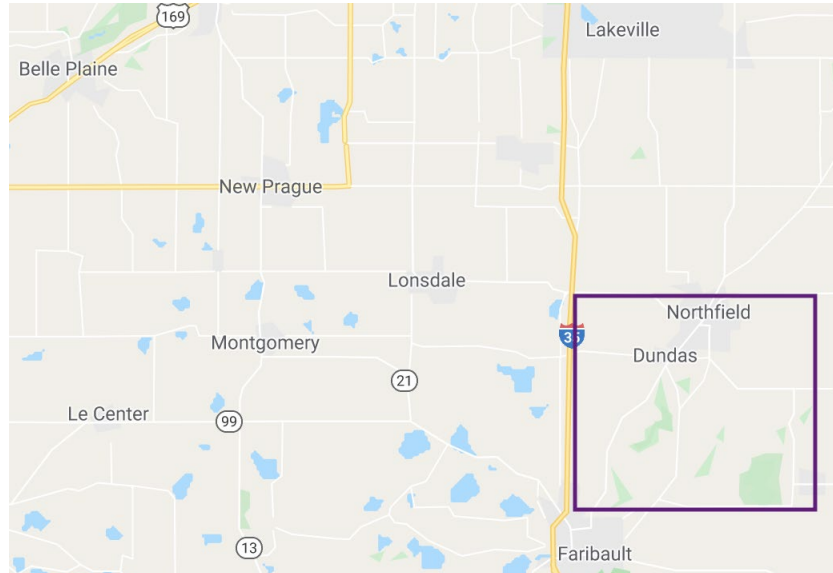 169
Lakeville
Belle Plaine
New Prague
Lonsdale
Northfield
35
Montgomery
Dundas
21
Le Center
99
13
Faribault